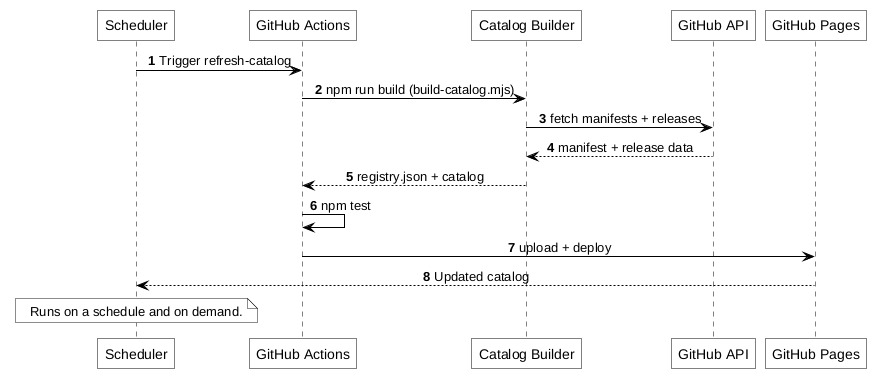 Scheduler
GitHub Actions
Catalog Builder
GitHub API
GitHub Pages
1 Trigger refresh-catalog
2 npm run build (build-catalog.mjs)
3 fetch manifests + releases
4 manifest + release data
5 registry.json + catalog
6 npm test
7 upload + deploy
8 Updated catalog
Runs on a schedule and on demand.
Scheduler
GitHub Actions
Catalog Builder
GitHub API
GitHub Pages